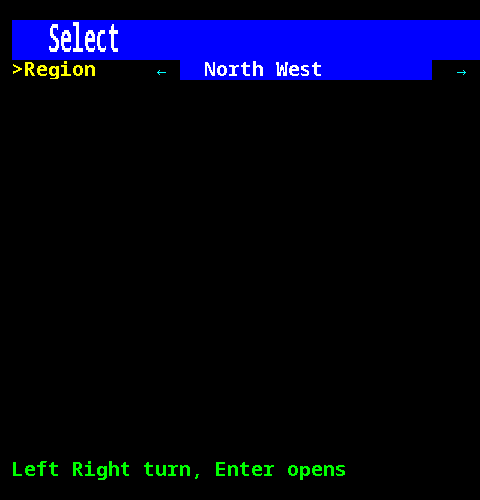 Select
>Region ← North West →
Left Right turn, Enter opens